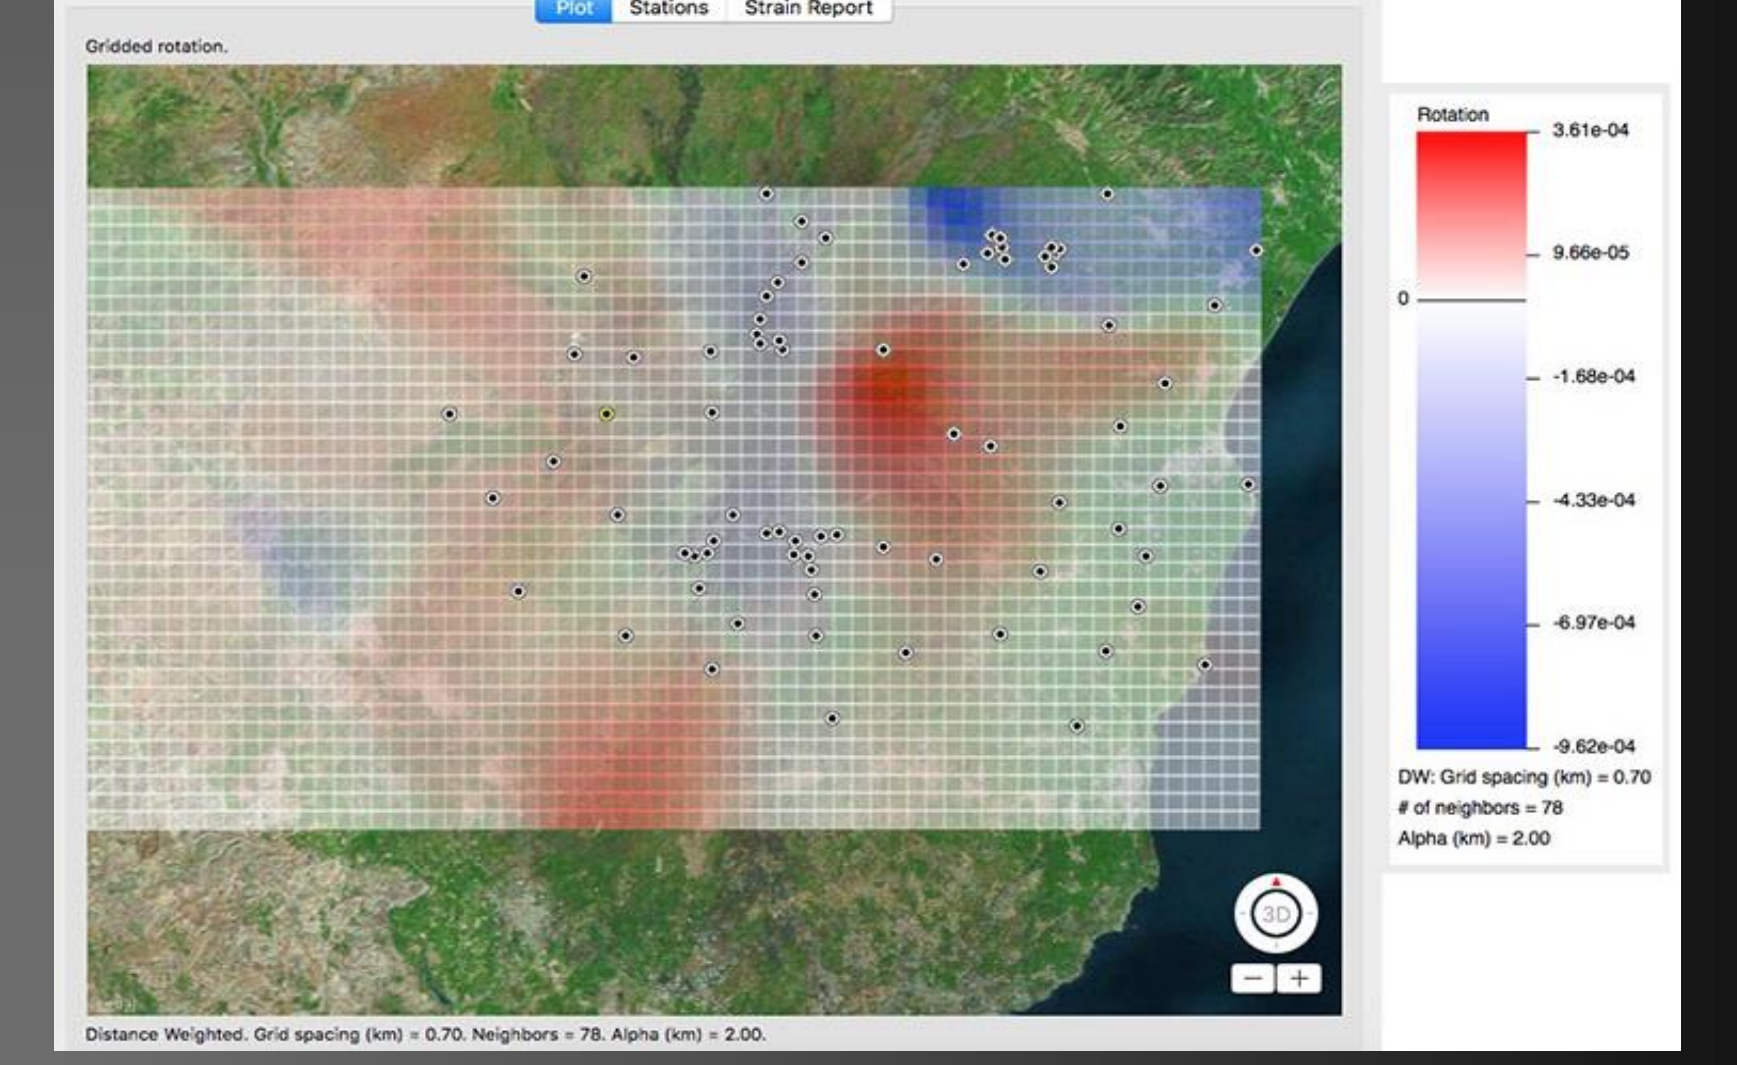 Plot Stations Strain Report
Gridded rotation.
Rotation
3.61e-04
9.66e-05
0
-1.68e-04
-4.33e-04
-6.97e-04
-9.62e-04
DW: Grid spacing (km) = 0.70
# of neighbors = 78
Alpha (km) = 2.00
3D
− +
Distance Weighted. Grid spacing (km) = 0.70. Neighbors = 78. Alpha (km) = 2.00.